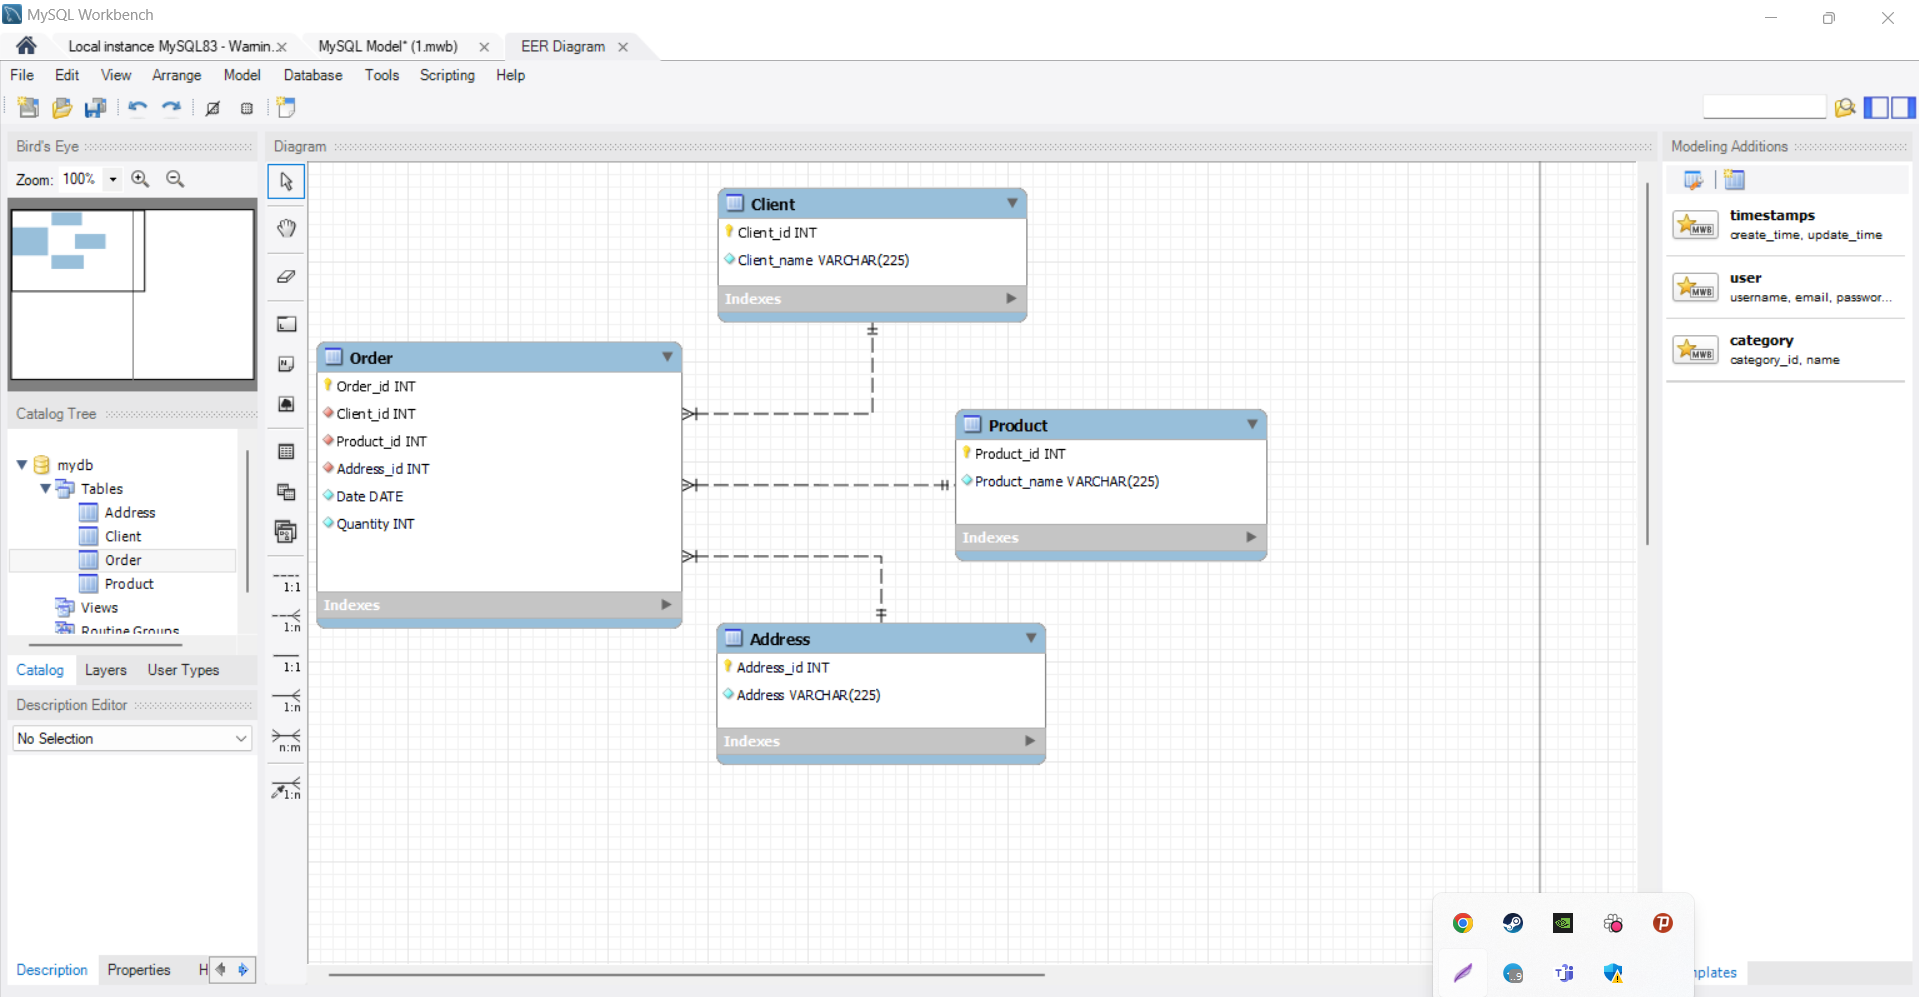 MySQL Workbench
Local instance MySQL83 - Warnin.
MySQL Model* (1.mwb)
EER Diagram
File Edit View Arrange Model Database Tools Scripting Help
Bird's Eye
Zoom: 100%
Catalog Tree
mydb
Tables
Address
Client
Order
Product
Views
Routine Groups
Catalog Layers User Types
Description Editor
No Selection
Description Properties H
Diagram
1:1
1:n
1:1
1:n
n:m
1:n
Client
Client_id INT
Client_name VARCHAR(225)
Indexes
Order
Order_id INT
Client_id INT
Product_id INT
Address_id INT
Date DATE
Quantity INT
Indexes
Product
Product_id INT
Product_name VARCHAR(225)
Indexes
Address
Address_id INT
Address VARCHAR(225)
Indexes
Modeling Additions
MWB
timestamps
create_time, update_time
MWB
user
username, email, passwor...
MWB
category
category_id, name
mplates